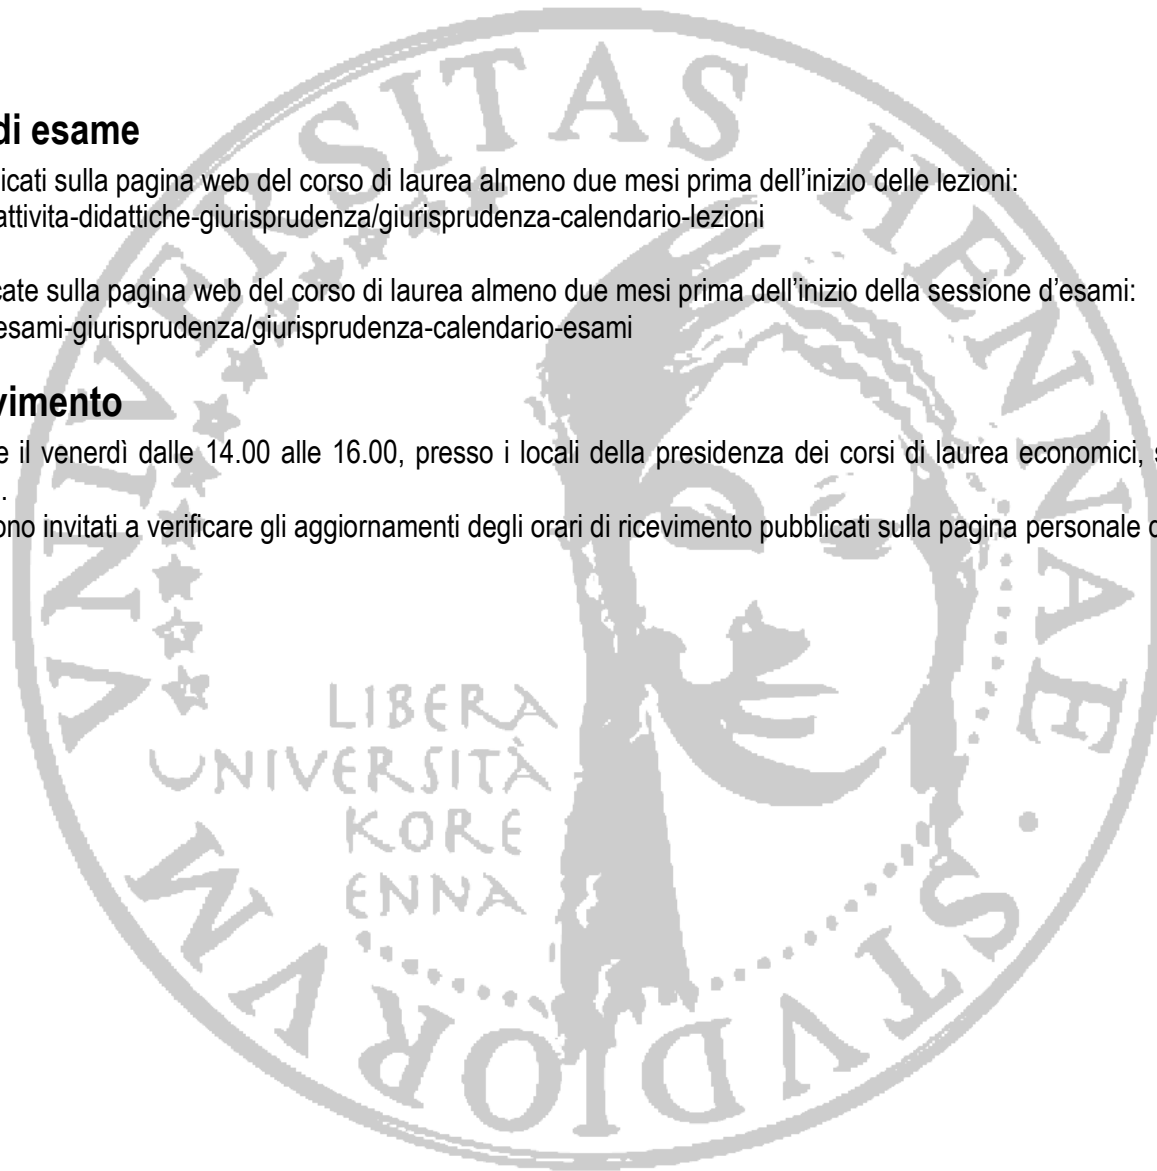 di esame
icati sulla pagina web del corso di laurea almeno due mesi prima dell’inizio delle lezioni:
attivita-didattiche-giurisprudenza/giurisprudenza-calendario-lezioni
cate sulla pagina web del corso di laurea almeno due mesi prima dell’inizio della sessione d’esami:
esami-giurisprudenza/giurisprudenza-calendario-esami
vimento
e il venerdì dalle 14.00 alle 16.00, presso i locali della presidenza dei corsi di laurea economici, s
.
ono invitati a verificare gli aggiornamenti degli orari di ricevimento pubblicati sulla pagina personale d
VNIVERSITAS HENNAE · STVDIORVM
LIBERA
UNIVERSITÀ
KORE
ENNA